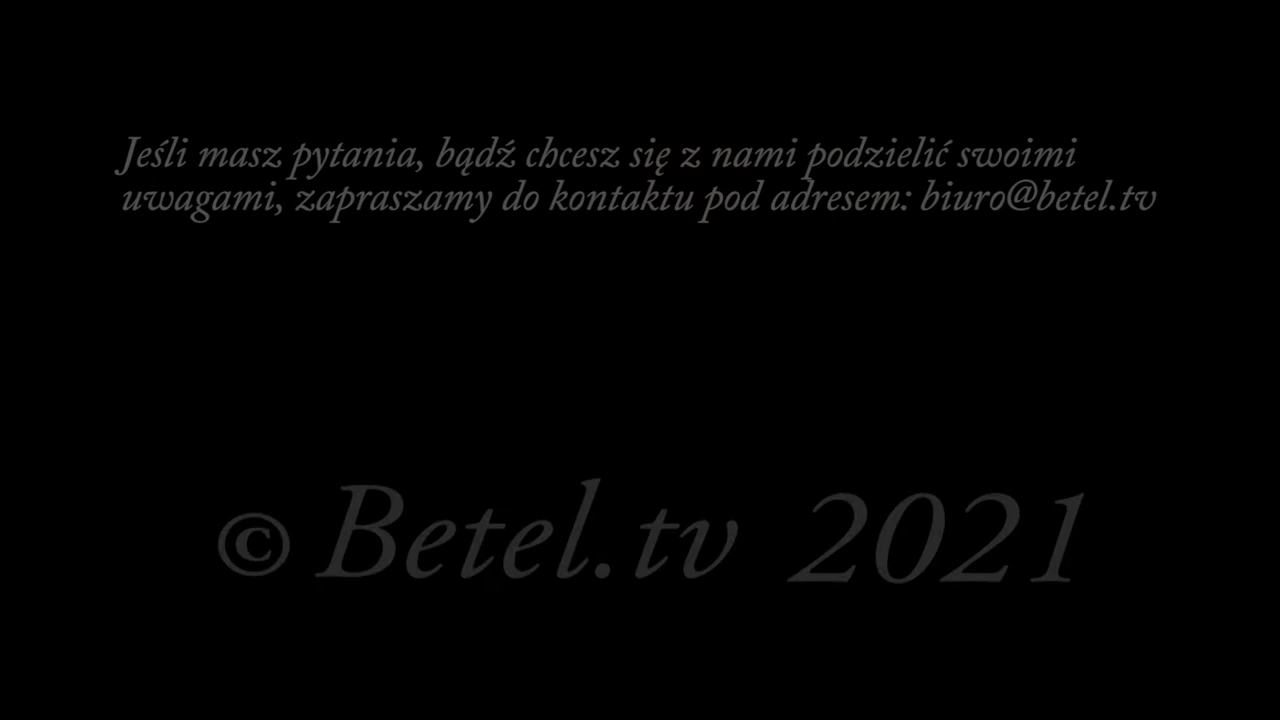 Jeśli masz pytania, bądź chcesz się z nami podzielić swoimi
uwagami, zapraszamy do kontaktu pod adresem: biuro@betel.tv
© Betel.tv 2021